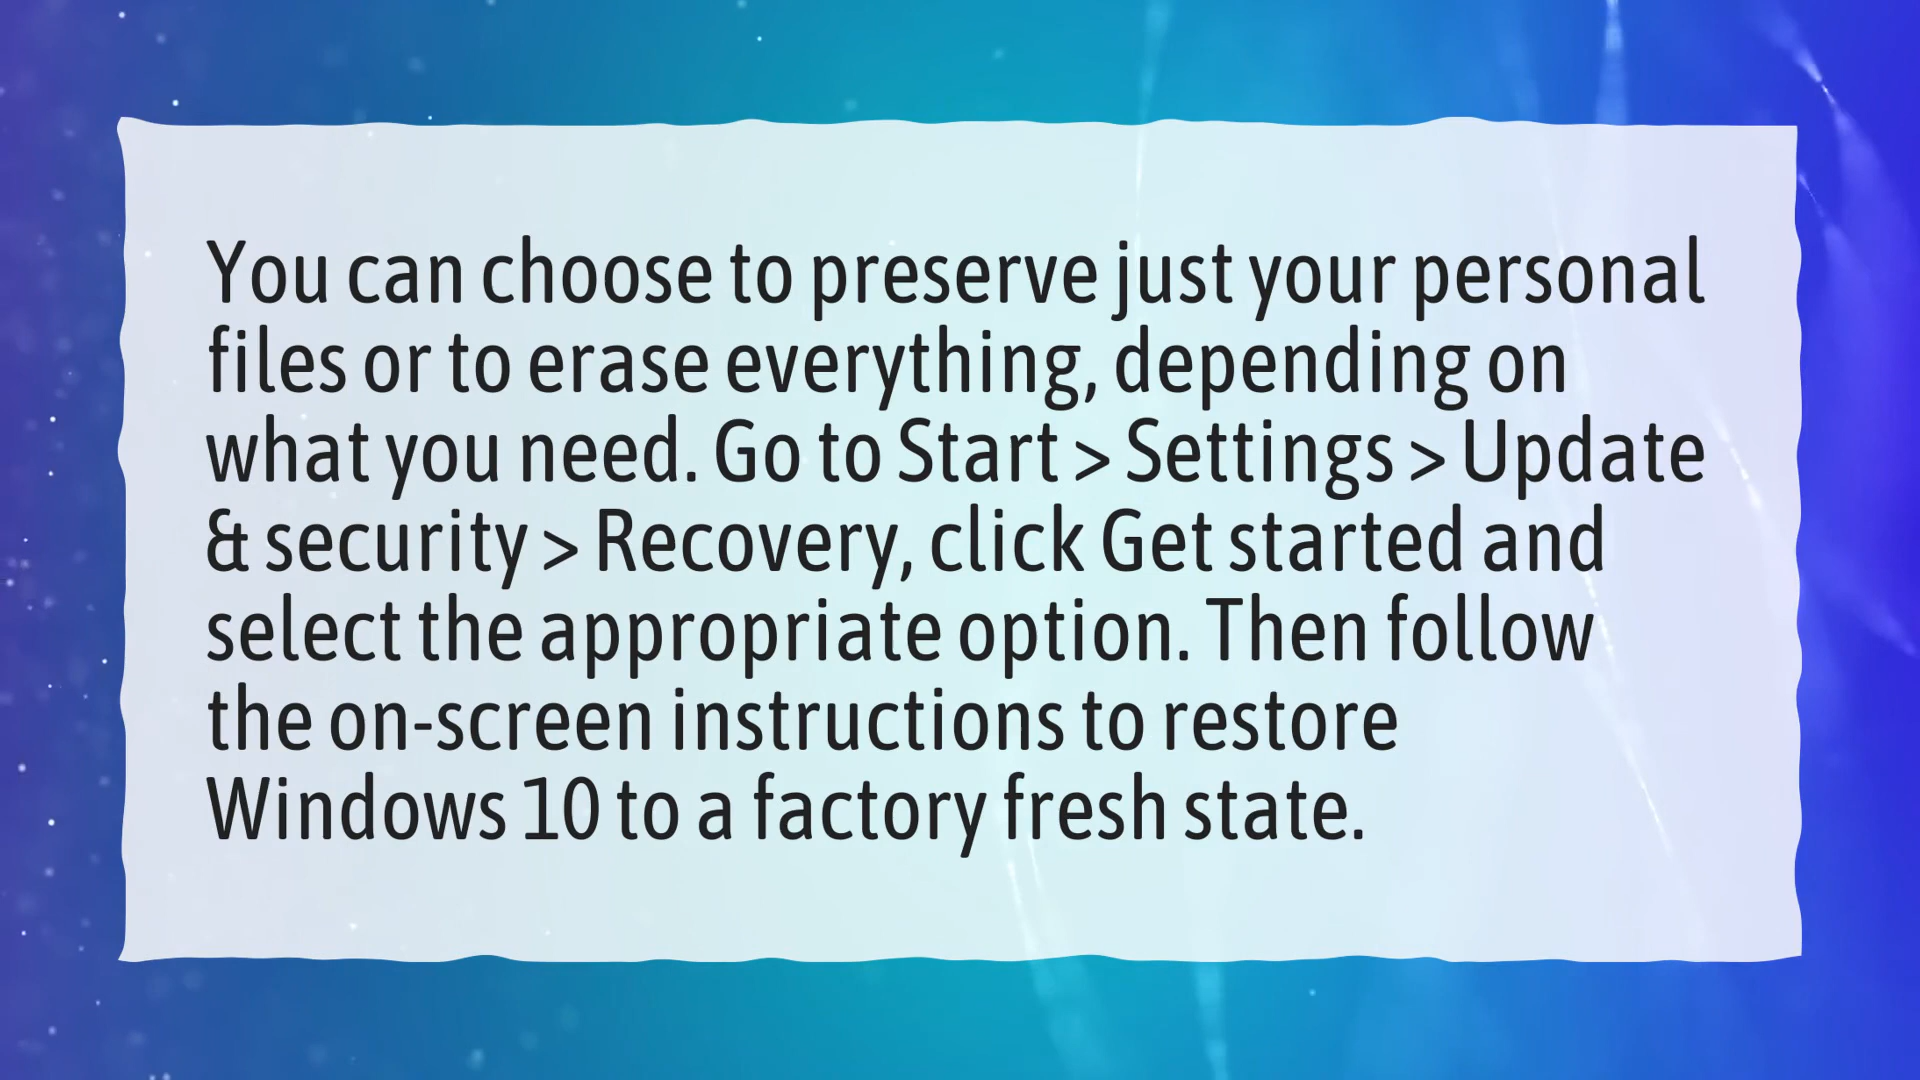 You can choose to preserve just your personal
files or to erase everything, depending on
what you need. Go to Start > Settings > Update
& security > Recovery, click Get started and
select the appropriate option. Then follow
the on-screen instructions to restore
Windows 10 to a factory fresh state.